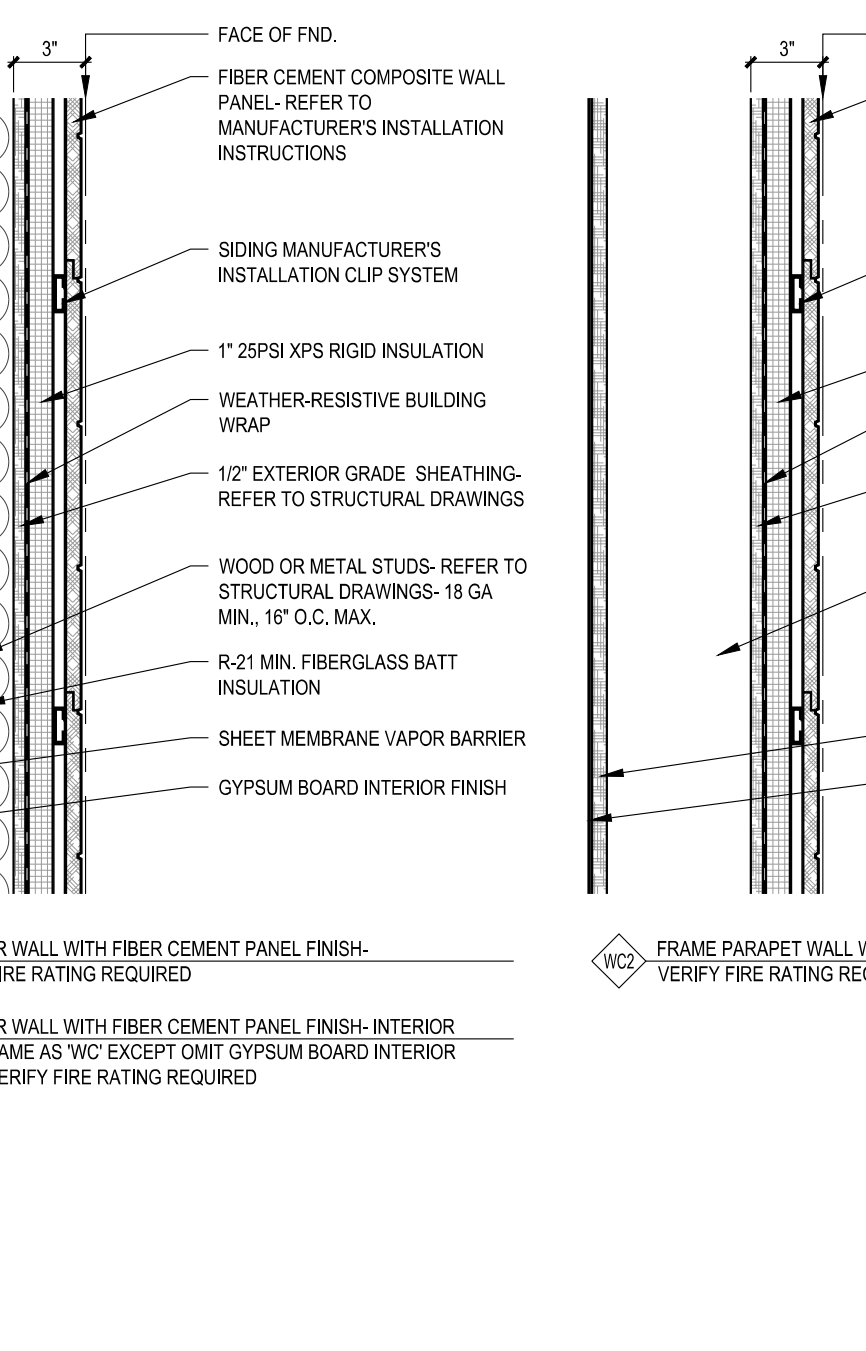 3"
FACE OF FND.
FIBER CEMENT COMPOSITE WALL
PANEL- REFER TO
MANUFACTURER'S INSTALLATION
INSTRUCTIONS
SIDING MANUFACTURER'S
INSTALLATION CLIP SYSTEM
1" 25PSI XPS RIGID INSULATION
WEATHER-RESISTIVE BUILDING
WRAP
1/2" EXTERIOR GRADE SHEATHING-
REFER TO STRUCTURAL DRAWINGS
WOOD OR METAL STUDS- REFER TO
STRUCTURAL DRAWINGS- 18 GA
MIN., 16" O.C. MAX.
R-21 MIN. FIBERGLASS BATT
INSULATION
SHEET MEMBRANE VAPOR BARRIER
GYPSUM BOARD INTERIOR FINISH
R WALL WITH FIBER CEMENT PANEL FINISH-
IRE RATING REQUIRED
R WALL WITH FIBER CEMENT PANEL FINISH- INTERIOR
AME AS 'WC' EXCEPT OMIT GYPSUM BOARD INTERIOR
ERIFY FIRE RATING REQUIRED
3"
WC2
FRAME PARAPET WALL W
VERIFY FIRE RATING REQ